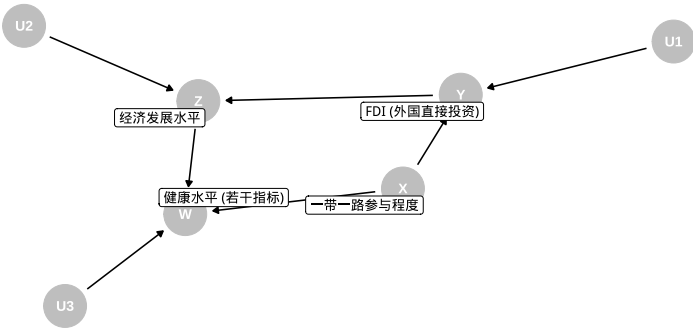 U2
U1
Z
Y
经济发展水平
FDI (外国直接投资)
X
健康水平 (若干指标)
一带一路参与程度
W
U3